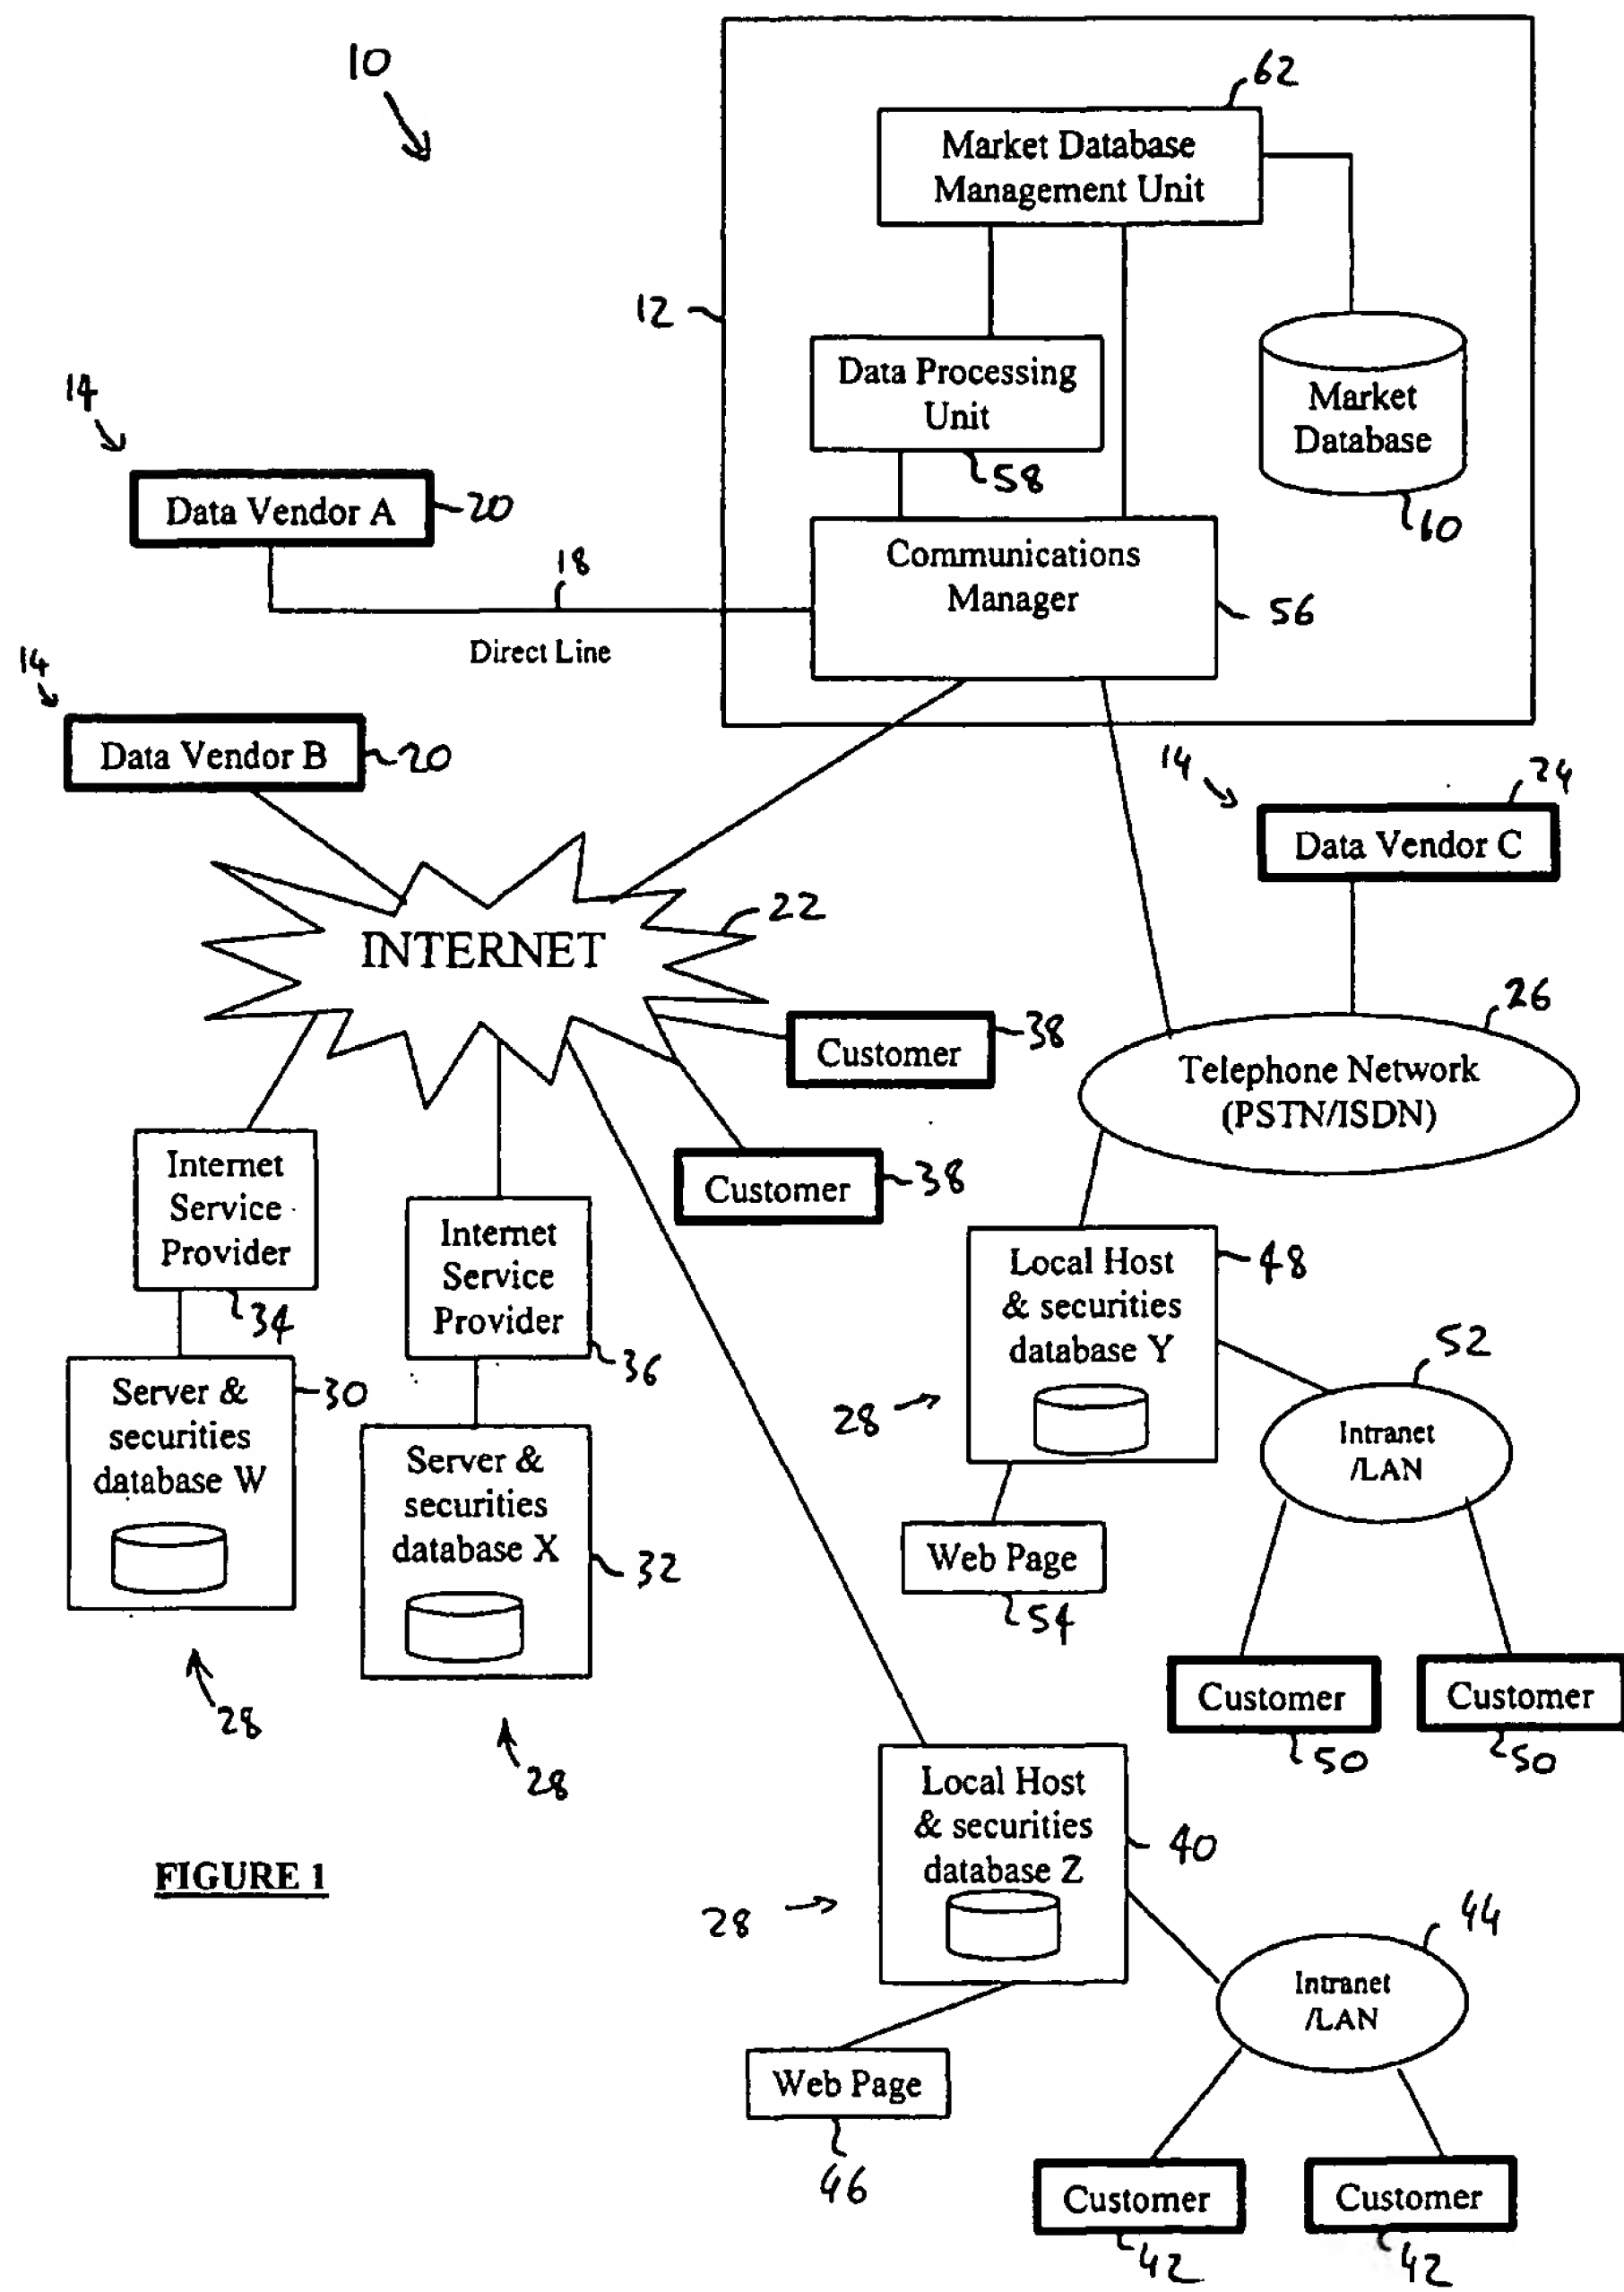 10
62
Market Database
Management Unit
12
Data Processing
Unit
58
Market
Database
60
14
Data Vendor A
20
18
Direct Line
Communications
Manager
56
14
Data Vendor B
20
14
24
Data Vendor C
INTERNET
22
26
Telephone Network
(PSTN/ISDN)
Customer
38
Customer
38
Internet
Service
Provider
34
Internet
Service
Provider
36
Local Host
& securities
database Y
48
28
52
Intranet
/LAN
Server &
securities
database W
30
28
Server &
securities
database X
32
28
Web Page
54
Customer
50
Customer
50
Local Host
& securities
database Z
40
28
FIGURE 1
44
Intranet
/LAN
Web Page
46
Customer
42
Customer
42